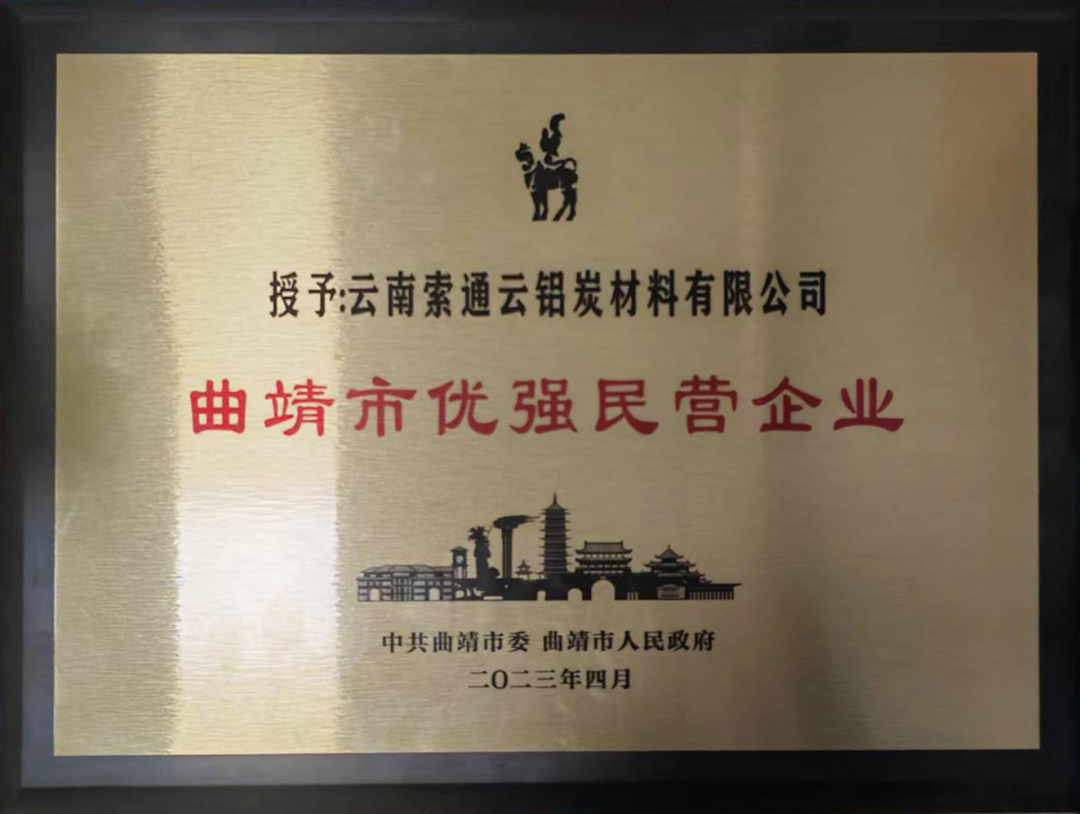 授予:云南索通云铝炭材料有限公司
曲靖市优强民营企业
中共曲靖市委 曲靖市人民政府
二〇二三年四月